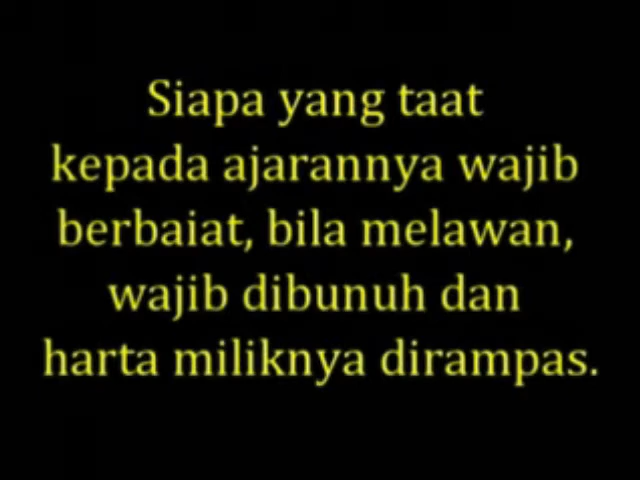 Siapa yang taat
kepada ajarannya wajib
berbaiat, bila melawan,
wajib dibunuh dan
harta miliknya dirampas.